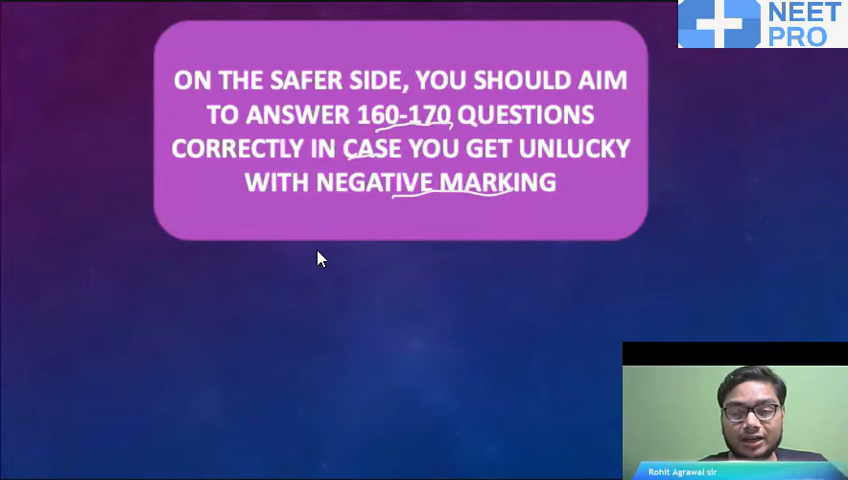 NEET
PRO
ON THE SAFER SIDE, YOU SHOULD AIM
TO ANSWER 160-170 QUESTIONS
CORRECTLY IN CASE YOU GET UNLUCKY
WITH NEGATIVE MARKING
Rohit Agrawal sir